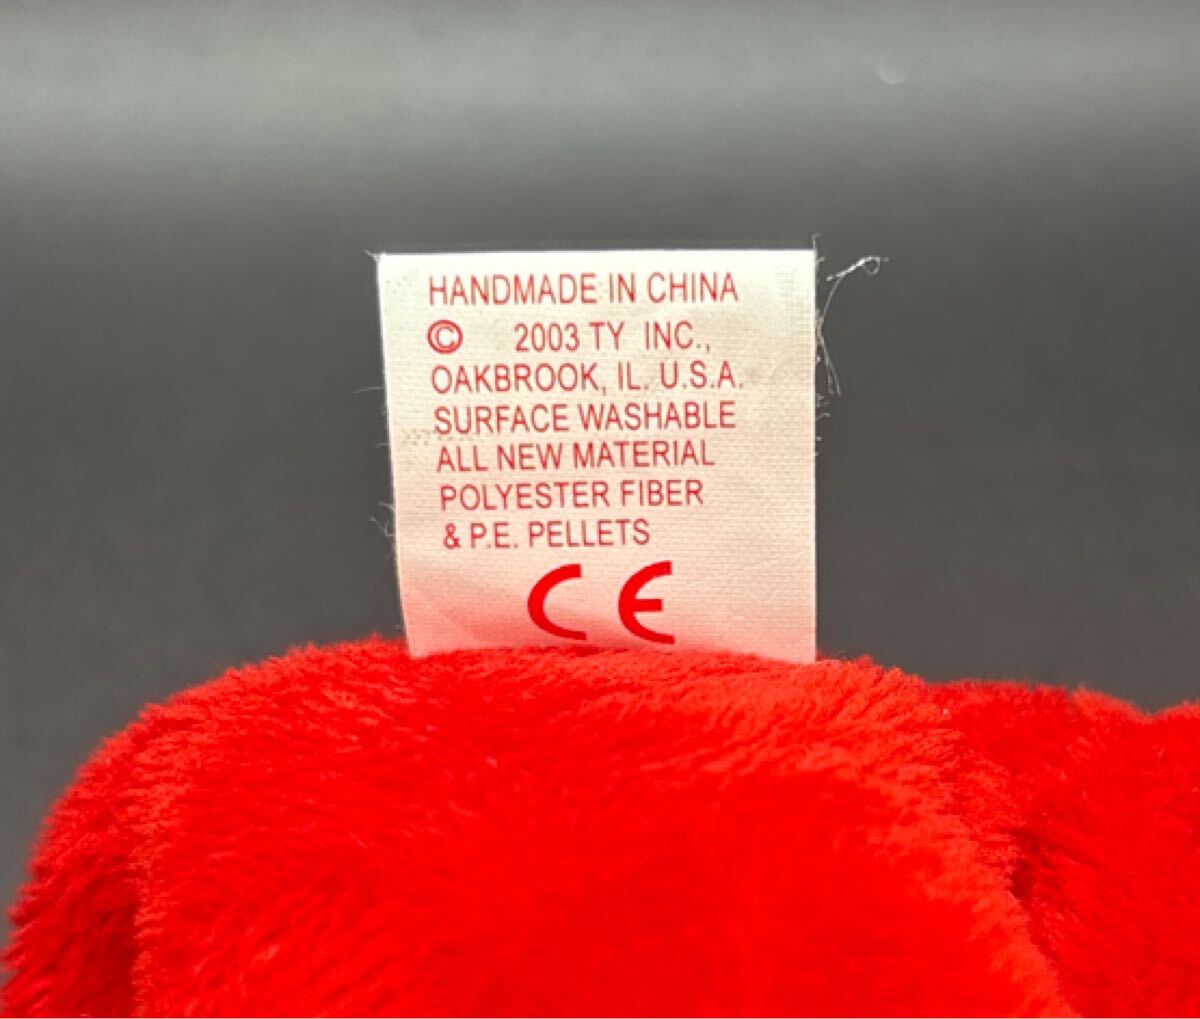 HANDMADE IN CHINA
© 2003 TY INC.,
OAKBROOK, IL. U.S.A.
SURFACE WASHABLE
ALL NEW MATERIAL
POLYESTER FIBER
& P.E. PELLETS
CE